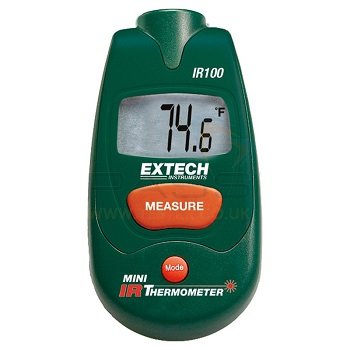 IR100
74.6 °F
EXTECH
INSTRUMENTS
MEASURE
Mode
MINI
IR THERMOMETER